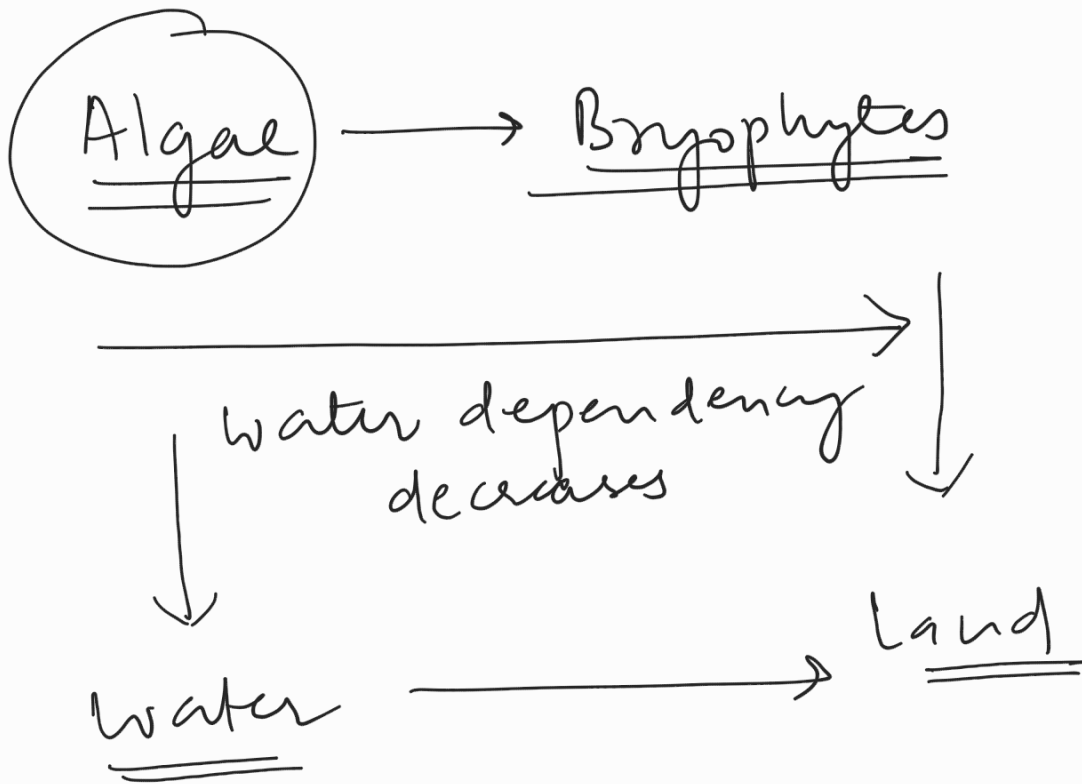 Algae → Bryophytes
water dependency
decreases
water → Land